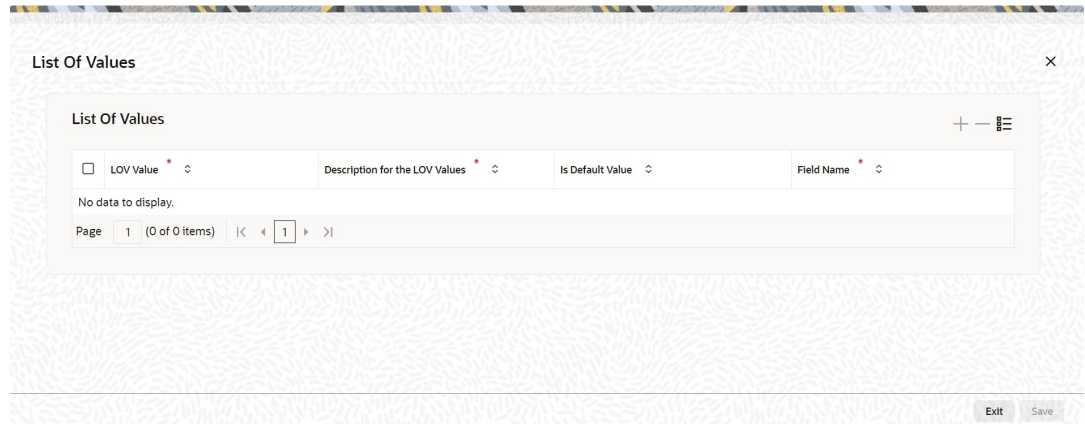 List Of Values
List Of Values
LOV Value * Description for the LOV Values * Is Default Value Field Name *
No data to display.
Page 1 (0 of 0 items) 1
Exit Save